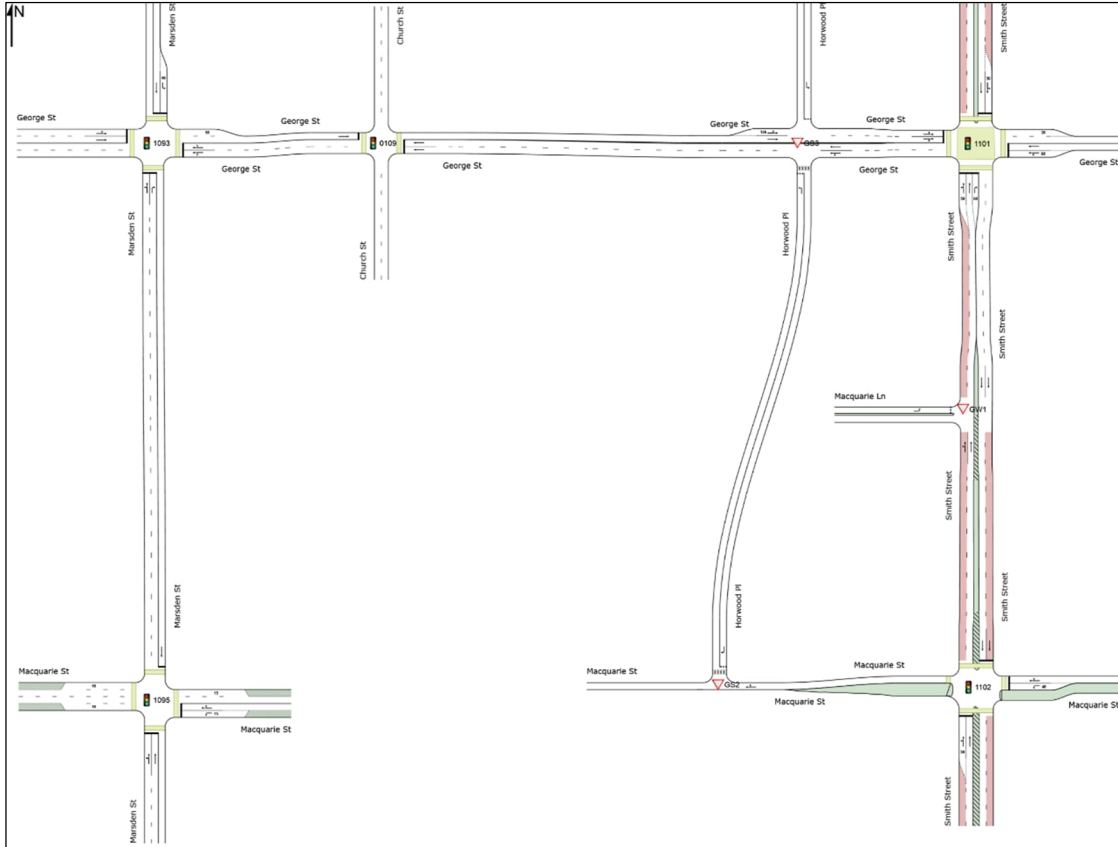 N
Marsden St
Church St
Horwood Pl
Smith Street
Smith Street
George St
George St
George St
George St
1093
0109
GS3
1101
George St
George St
George St
George St
Marsden St
Church St
Horwood Pl
Smith Street
Smith Street
Macquarie Ln
GW1
Smith Street
Marsden St
Horwood Pl
Smith Street
Macquarie St
Macquarie St
Macquarie St
1095
GS2
1102
Macquarie St
Macquarie St
Macquarie St
Marsden St
Smith Street